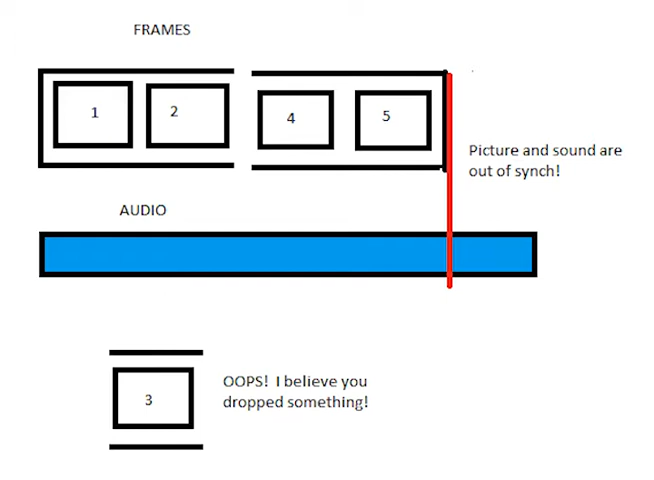 FRAMES
1
2
4
5
Picture and sound are
out of synch!
AUDIO
3
OOPS! I believe you
dropped something!